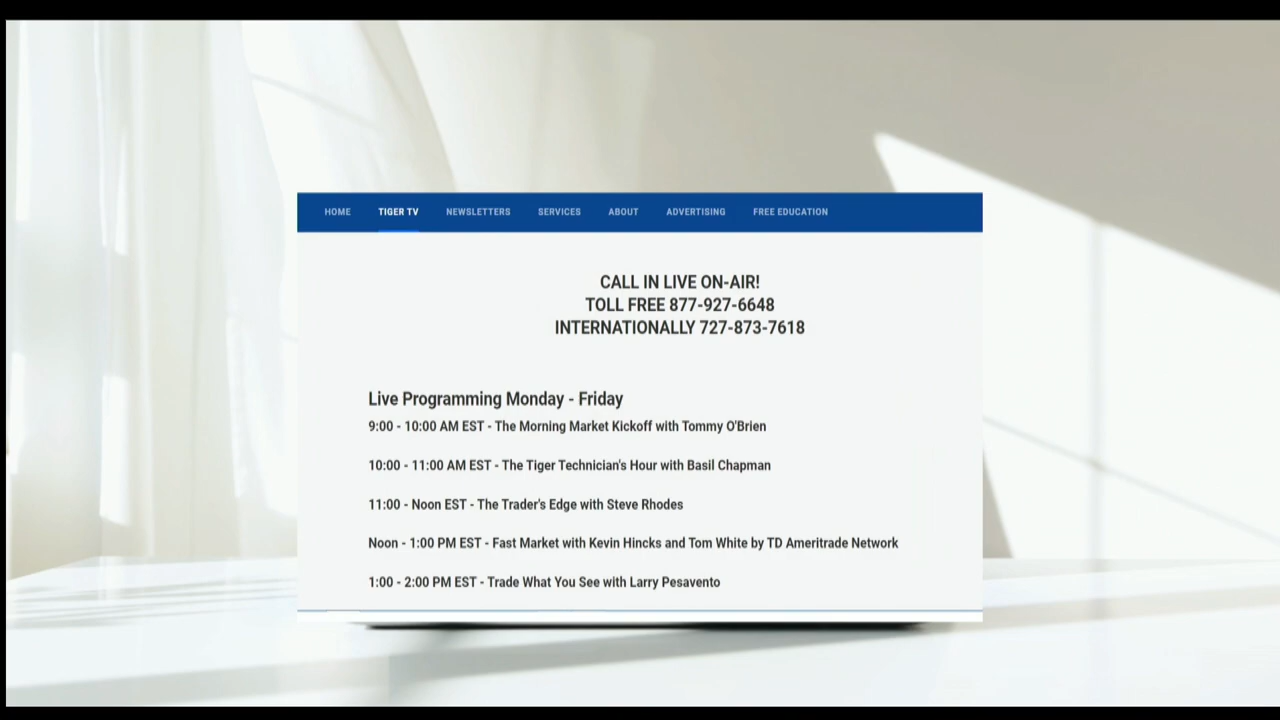 HOME TIGER TV NEWSLETTERS SERVICES ABOUT ADVERTISING FREE EDUCATION
CALL IN LIVE ON-AIR!
TOLL FREE 877-927-6648
INTERNATIONALLY 727-873-7618
Live Programming Monday - Friday
9:00 - 10:00 AM EST - The Morning Market Kickoff with Tommy O'Brien
10:00 - 11:00 AM EST - The Tiger Technician's Hour with Basil Chapman
11:00 - Noon EST - The Trader's Edge with Steve Rhodes
Noon - 1:00 PM EST - Fast Market with Kevin Hincks and Tom White by TD Ameritrade Network
1:00 - 2:00 PM EST - Trade What You See with Larry Pesavento